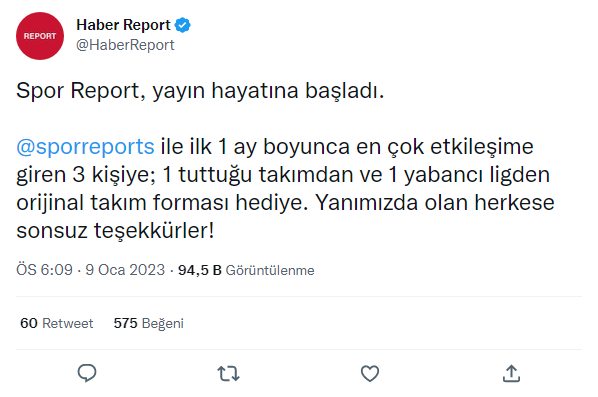 REPORT
Haber Report
@HaberReport
Spor Report, yayın hayatına başladı.
@sporreports ile ilk 1 ay boyunca en çok etkileşime
giren 3 kişiye; 1 tuttuğu takımdan ve 1 yabancı ligden
orijinal takım forması hediye. Yanımızda olan herkese
sonsuz teşekkürler!
ÖS 6:09 · 9 Oca 2023 · 94,5 B Görüntülenme
60 Retweet 575 Beğeni